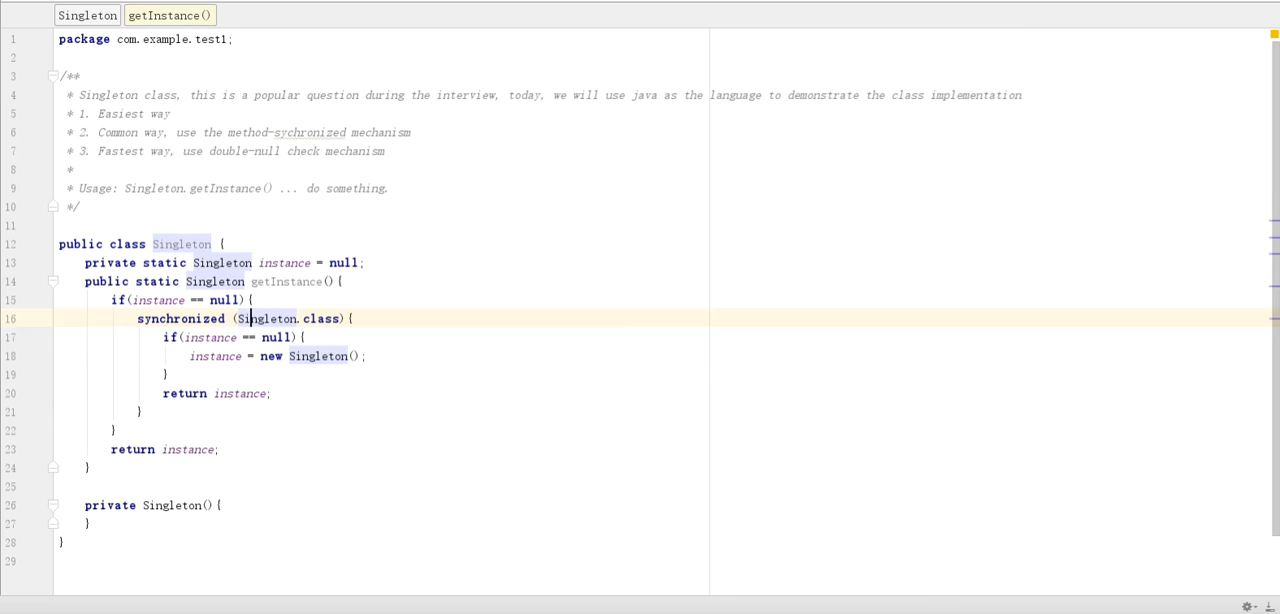 Singleton getInstance()
1 package com.example.test1;
2
3 /**
4 * Singleton class, this is a popular question during the interview, today, we will use java as the language to demonstrate the class implementation
5 * 1. Easiest way
6 * 2. Common way, use the method-sychronized mechanism
7 * 3. Fastest way, use double-null check mechanism
8 *
9 * Usage: Singleton.getInstance() ... do something.
10 */
11
12 public class Singleton {
13 private static Singleton instance = null;
14 public static Singleton getInstance(){
15 if(instance == null){
16 synchronized (Singleton.class){
17 if(instance == null){
18 instance = new Singleton();
19 }
20 return instance;
21 }
22 }
23 return instance;
24 }
25
26 private Singleton(){
27 }
28 }
29